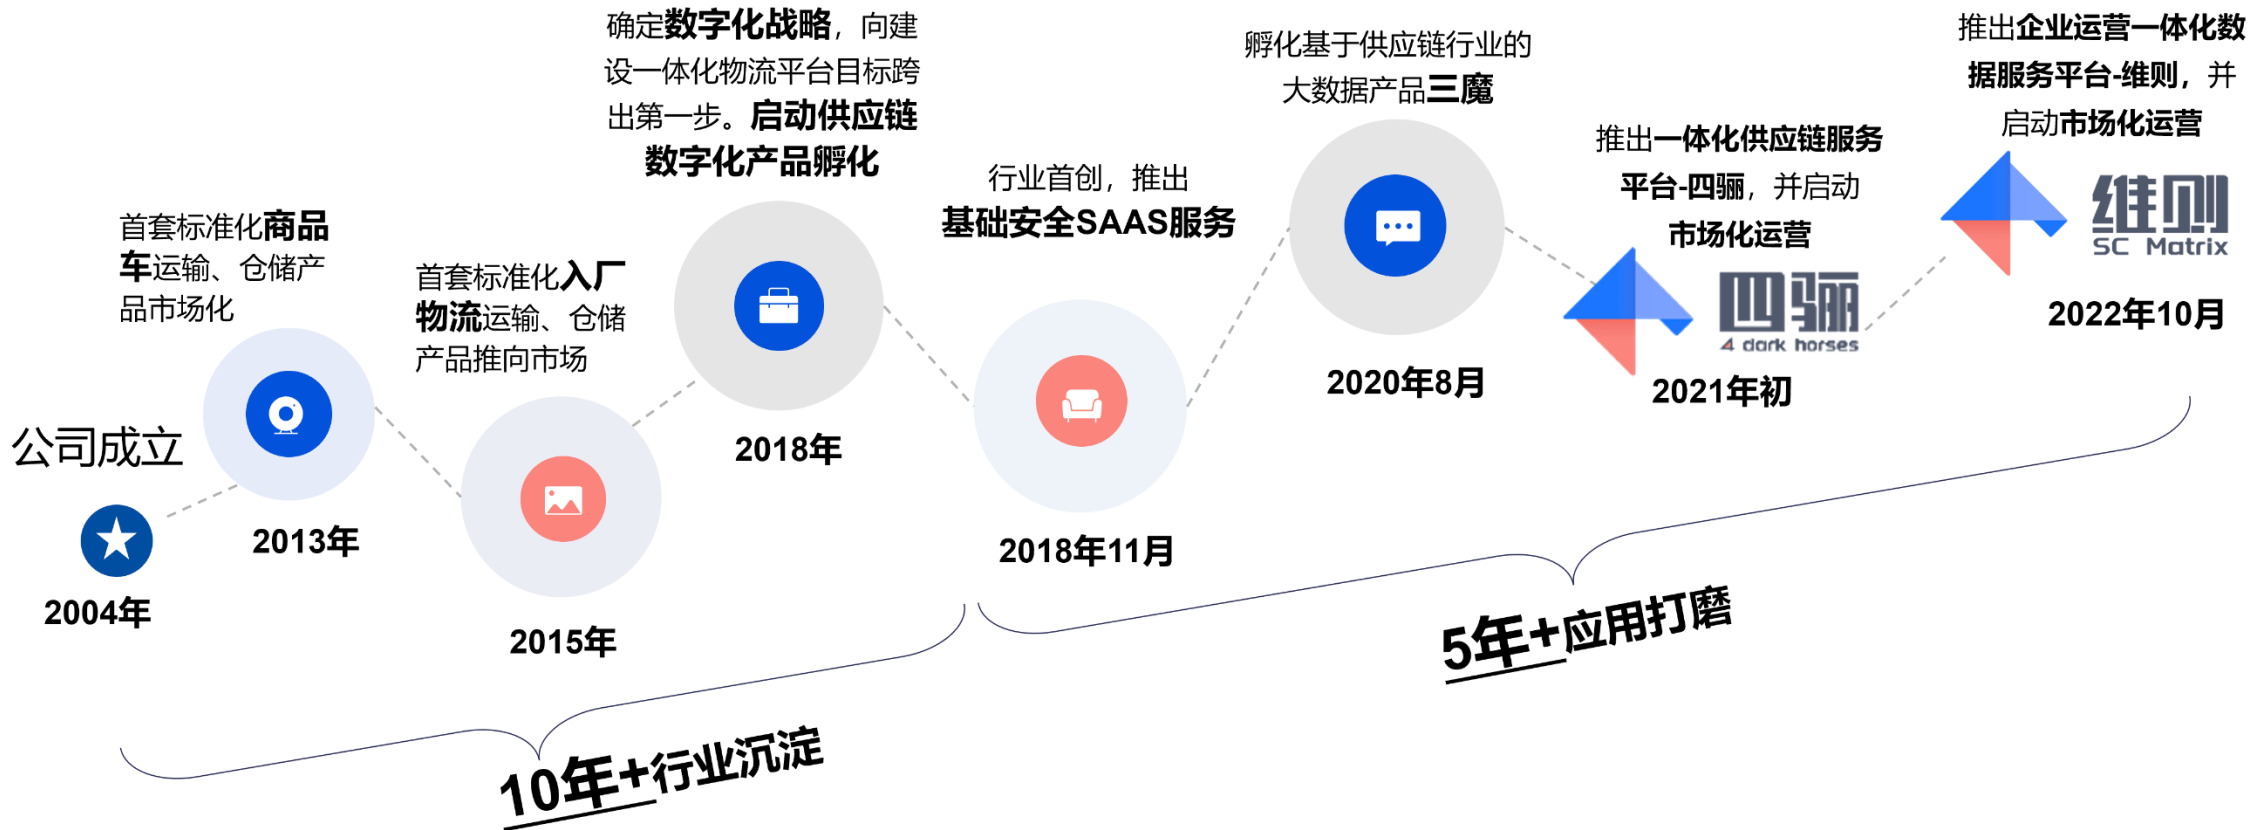 公司成立
2004年
首套标准化商品
车运输、仓储产
品市场化
2013年
首套标准化入厂
物流运输、仓储
产品推向市场
2015年
确定数字化战略，向建
设一体化物流平台目标跨
出第一步。启动供应链
数字化产品孵化
2018年
行业首创，推出
基础安全SAAS服务
2018年11月
孵化基于供应链行业的
大数据产品三魔
2020年8月
推出一体化供应链服务
平台-四骊，并启动
市场化运营
四骊
4 dark horses
2021年初
推出企业运营一体化数
据服务平台-维则，并
启动市场化运营
维则
SC Matrix
2022年10月
10年+行业沉淀
5年+应用打磨